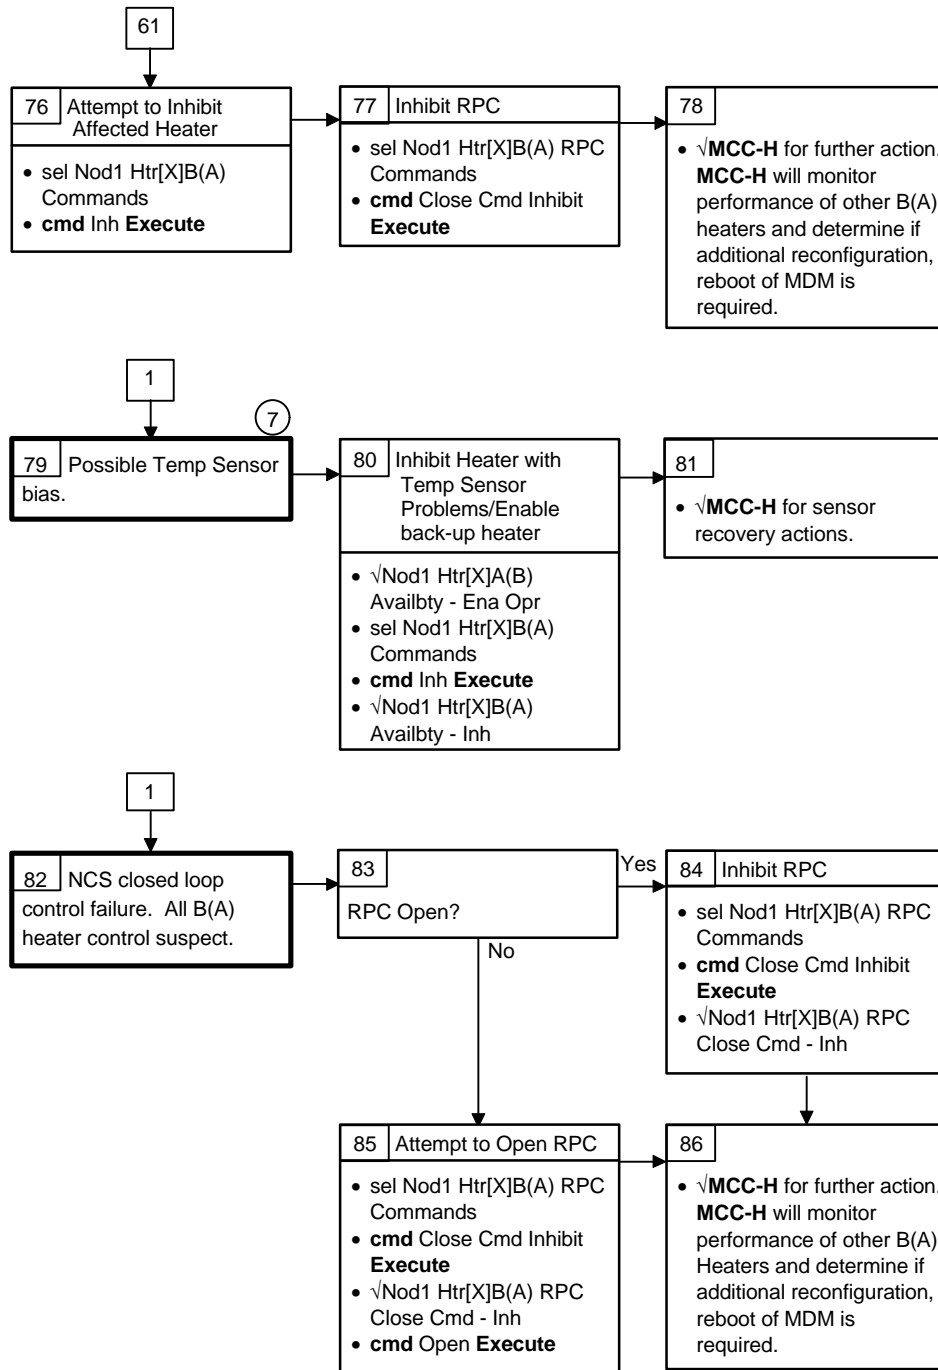 61
76 Attempt to Inhibit
Affected Heater
• sel Nod1 Htr[X]B(A)
Commands
• cmd Inh Execute
77 Inhibit RPC
• sel Nod1 Htr[X]B(A) RPC
Commands
• cmd Close Cmd Inhibit
Execute
78
• √MCC-H for further action.
MCC-H will monitor
performance of other B(A)
heaters and determine if
additional reconfiguration,
reboot of MDM is
required.
1
7
79 Possible Temp Sensor
bias.
80 Inhibit Heater with
Temp Sensor
Problems/Enable
back-up heater
• √Nod1 Htr[X]A(B)
Availbty - Ena Opr
• sel Nod1 Htr[X]B(A)
Commands
• cmd Inh Execute
• √Nod1 Htr[X]B(A)
Availbty - Inh
81
• √MCC-H for sensor
recovery actions.
1
82 NCS closed loop
control failure. All B(A)
heater control suspect.
83
RPC Open?
Yes
No
84 Inhibit RPC
• sel Nod1 Htr[X]B(A) RPC
Commands
• cmd Close Cmd Inhibit
Execute
• √Nod1 Htr[X]B(A) RPC
Close Cmd - Inh
85 Attempt to Open RPC
• sel Nod1 Htr[X]B(A) RPC
Commands
• cmd Close Cmd Inhibit
Execute
• √Nod1 Htr[X]B(A) RPC
Close Cmd - Inh
• cmd Open Execute
86
• √MCC-H for further action.
MCC-H will monitor
performance of other B(A)
Heaters and determine if
additional reconfiguration,
reboot of MDM is
required.